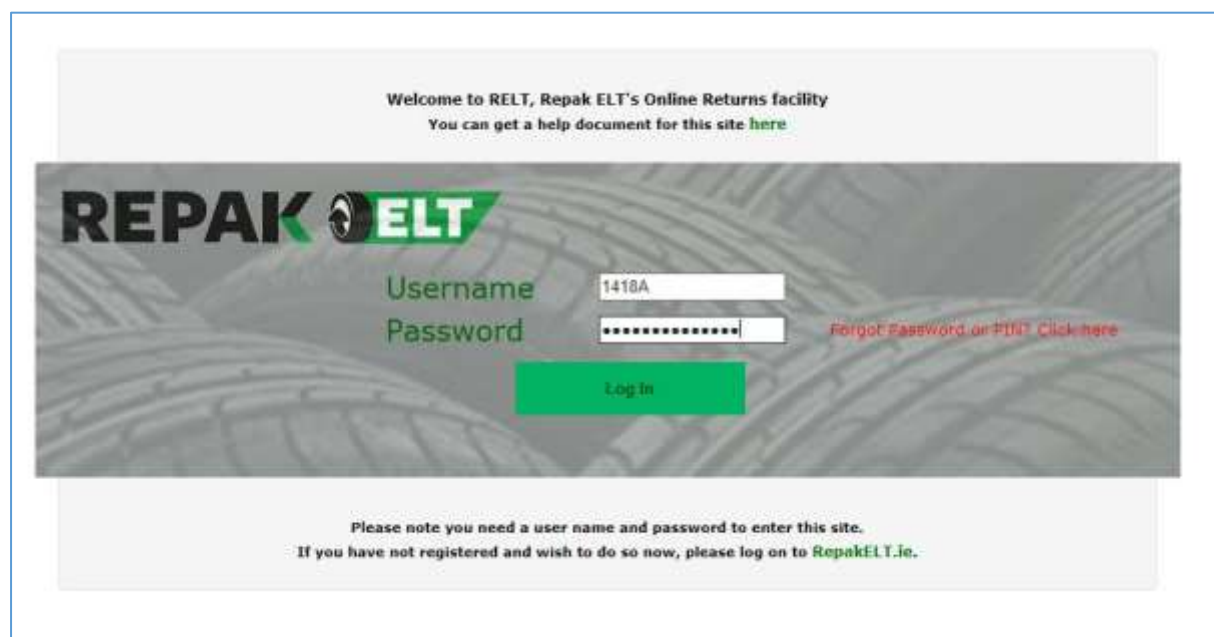 Welcome to RELT, Repak ELT's Online Returns facility
You can get a help document for this site here
REPAK ELT
Username 1418A
Password ••••••••••••••
Forgot Password or PIN? Click here
Log In
Please note you need a user name and password to enter this site.
If you have not registered and wish to do so now, please log on to RepakELT.ie.